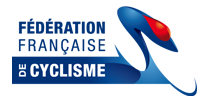 FÉDÉRATION
FRANÇAISE
DE CYCLISME